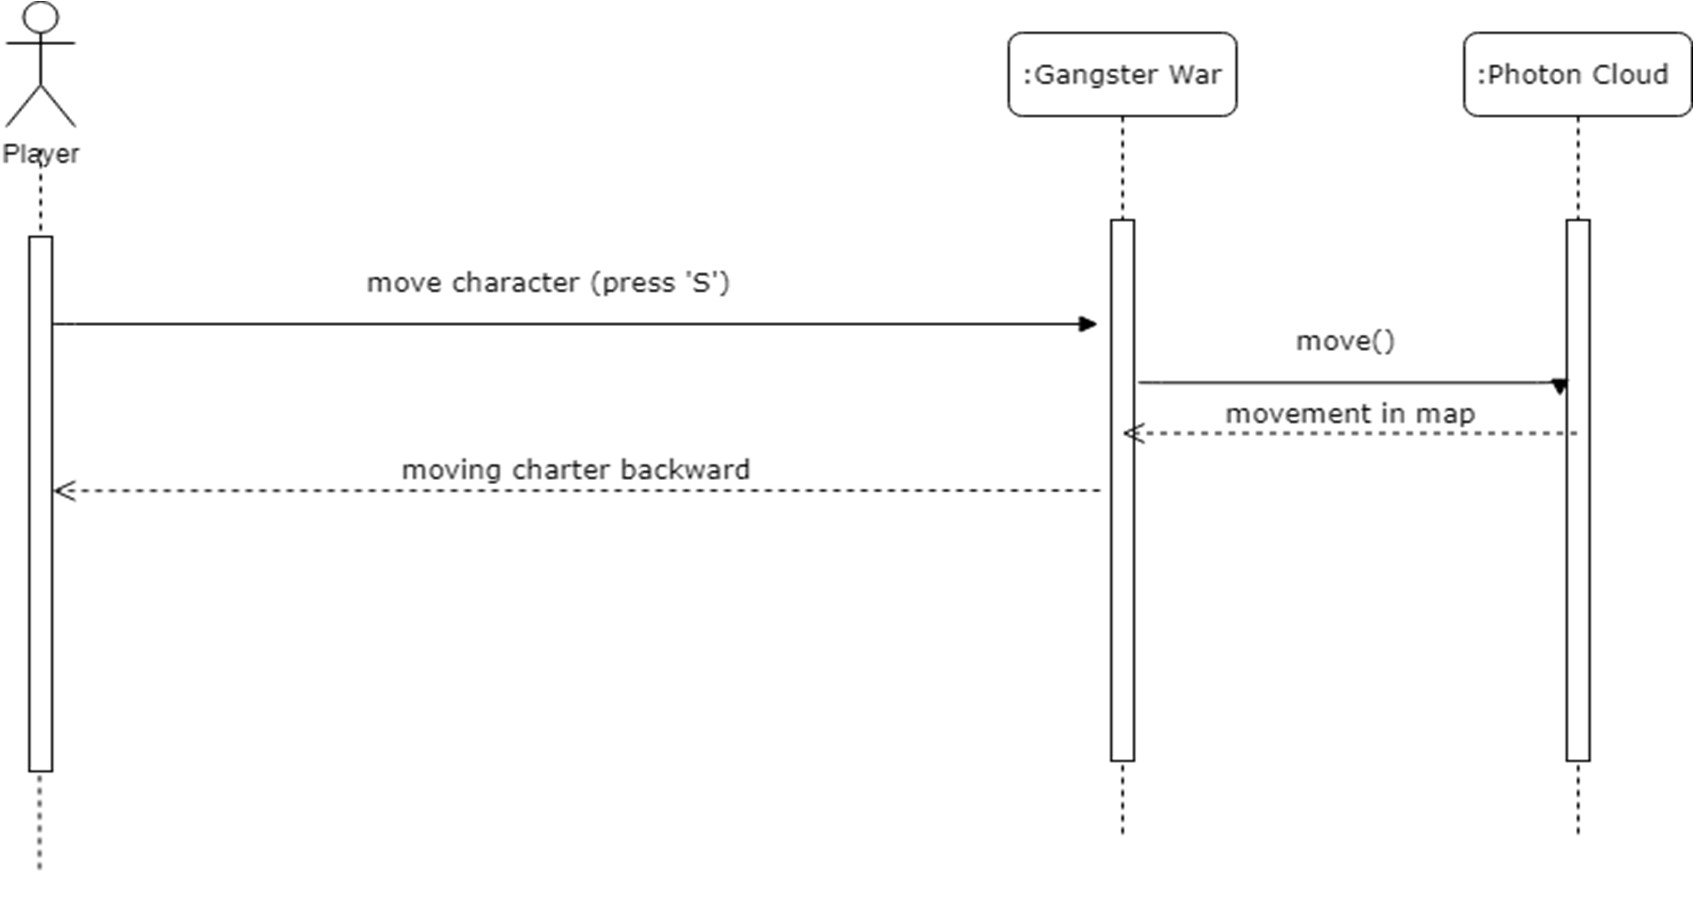 :Gangster War
:Photon Cloud
Player
move character (press 'S')
move()
movement in map
moving charter backward